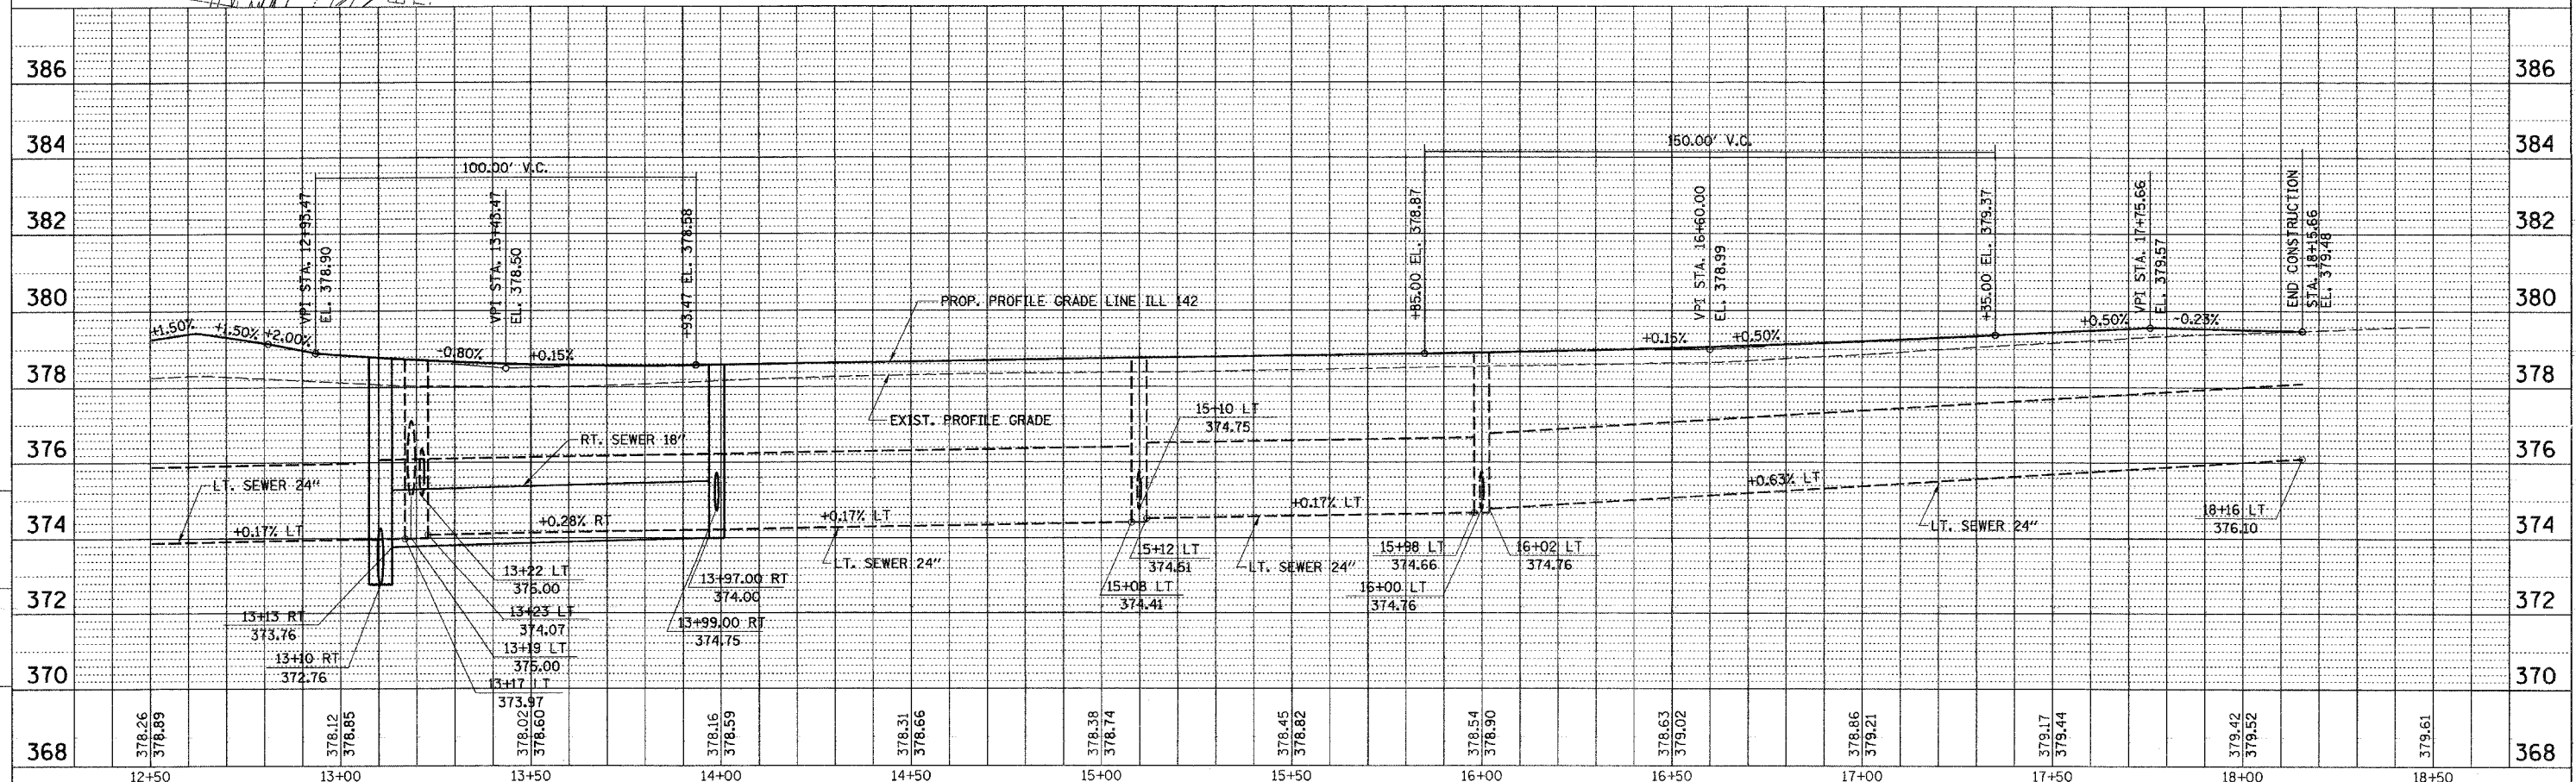 386
386
384
384
382
382
380
380
378
378
376
376
374
374
372
372
370
370
368
368
100.00' V.C.
VPI STA. 12+93.47
EL. 378.90
VPI STA. 13+43.47
EL. 378.50
+93.47 EL. 378.58
150.00' V.C.
+85.00 EL. 378.87
VPI STA. 16+60.00
EL. 378.99
+35.00 EL. 379.37
VPI STA. 17+75.66
EL. 379.57
END CONSTRUCTION
STA. 18+15.66
EL. 379.48
PROP. PROFILE GRADE LINE ILL 142
+1.50%
+1.50%
+2.00%
-0.80%
+0.15%
+0.15%
+0.50%
+0.50%
-0.23%
EXIST. PROFILE GRADE
RT. SEWER 18"
LT. SEWER 24"
+0.17% LT
+0.28% RT
+0.17% LT
LT. SEWER 24"
15+10 LT
374.75
+0.17% LT
LT. SEWER 24"
+0.63% LT
LT. SEWER 24"
18+16 LT
376.10
13+22 LT
375.00
13+23 LT
374.07
13+19 LT
375.00
13+17 LT
373.97
13+13 RT
373.76
13+10 RT
372.76
13+97.00 RT
374.00
13+99.00 RT
374.75
15+12 LT
374.51
15+08 LT
374.41
15+98 LT
374.66
16+00 LT
374.76
16+02 LT
374.76
378.26
378.89
378.12
378.85
378.02
378.60
378.16
378.59
378.31
378.66
378.38
378.74
378.45
378.82
378.54
378.90
378.63
379.02
378.86
379.21
379.17
379.44
379.42
379.52
379.61
12+50
13+00
13+50
14+00
14+50
15+00
15+50
16+00
16+50
17+00
17+50
18+00
18+50